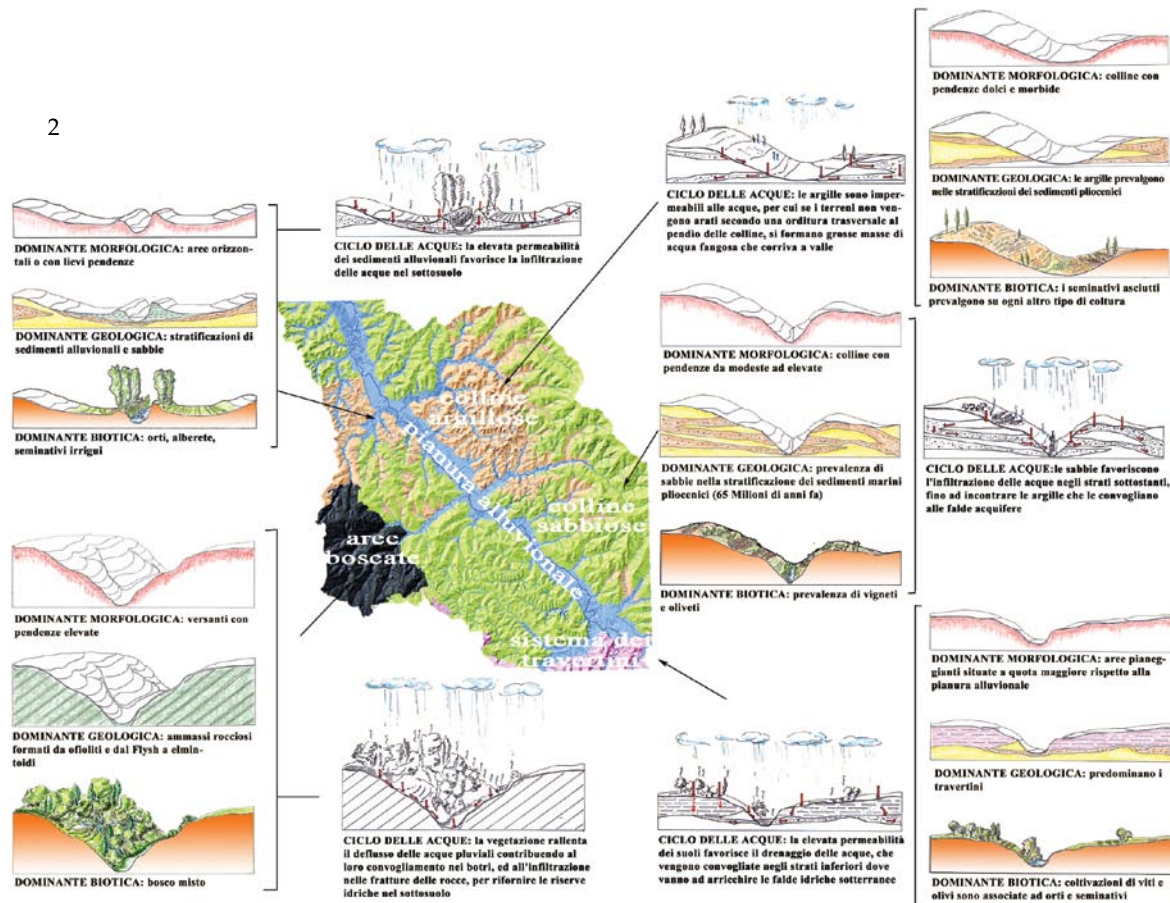 2
DOMINANTE MORFOLOGICA: aree orizzon-
tali o con lievi pendenze
DOMINANTE GEOLOGICA: stratificazioni di
sedimenti alluvionali e sabbie
DOMINANTE BIOTICA: orti, alberete,
seminativi irrigui
CICLO DELLE ACQUE: la elevata permeabilità
dei sedimenti alluvionali favorisce la infiltrazione
delle acque nel sottosuolo
CICLO DELLE ACQUE: le argille sono imper-
meabili alle acque, per cui se i terreni non ven-
gono arati secondo una orditura trasversale al
pendio delle colline, si formano grosse masse di
acqua fangosa che corriva a valle
DOMINANTE MORFOLOGICA: colline con
pendenze dolci e morbide
DOMINANTE GEOLOGICA: le argille prevalgono
nelle stratificazioni dei sedimenti pliocenici
DOMINANTE BIOTICA: i seminativi asciutti
prevalgono su ogni altro tipo di coltura
DOMINANTE MORFOLOGICA: colline con
pendenze da modeste ad elevate
DOMINANTE GEOLOGICA: prevalenza di
sabbie nella stratificazione dei sedimenti marini
pliocenici (65 Milioni di anni fa)
DOMINANTE BIOTICA: prevalenza di vigneti
e oliveti
CICLO DELLE ACQUE:le sabbie favoriscono
l'infiltrazione delle acque negli strati sottostanti,
fino ad incontrare le argille che le convogliano
alle falde acquifere
colline
argillose
pianura alluvionale
colline
sabbiose
aree
boscate
sistema dei
travertini
DOMINANTE MORFOLOGICA: versanti con
pendenze elevate
DOMINANTE GEOLOGICA: ammassi rocciosi
formati da ofioliti e dal Flysh a elmin-
toidi
DOMINANTE BIOTICA: bosco misto
CICLO DELLE ACQUE: la vegetazione rallenta
il deflusso delle acque pluviali contribuendo al
loro convogliamento nei botri, ed all'infiltrazione
nelle fratture delle rocce, per rifornire le riserve
idriche nel sottosuolo
CICLO DELLE ACQUE: la elevata permeabilità
dei suoli favorisce il drenaggio delle acque, che
vengono convogliate negli strati inferiori dove
vanno ad arricchire le falde idriche sotterranee
DOMINANTE MORFOLOGICA: aree pianeg-
gianti situate a quota maggiore rispetto alla
pianura alluvionale
DOMINANTE GEOLOGICA: predominano i
travertini
DOMINANTE BIOTICA: coltivazioni di viti e
olivi sono associate ad orti e seminativi